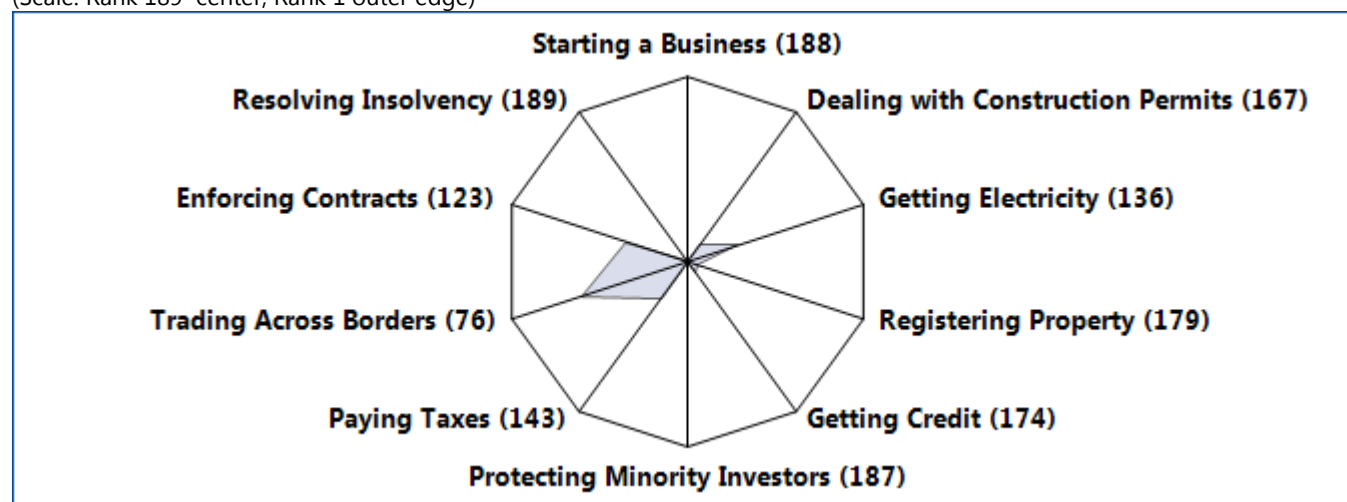 (Scale: Rank 189 center, Rank 1 outer edge)
Starting a Business (188)
Resolving Insolvency (189)
Dealing with Construction Permits (167)
Enforcing Contracts (123)
Getting Electricity (136)
Trading Across Borders (76)
Registering Property (179)
Paying Taxes (143)
Getting Credit (174)
Protecting Minority Investors (187)